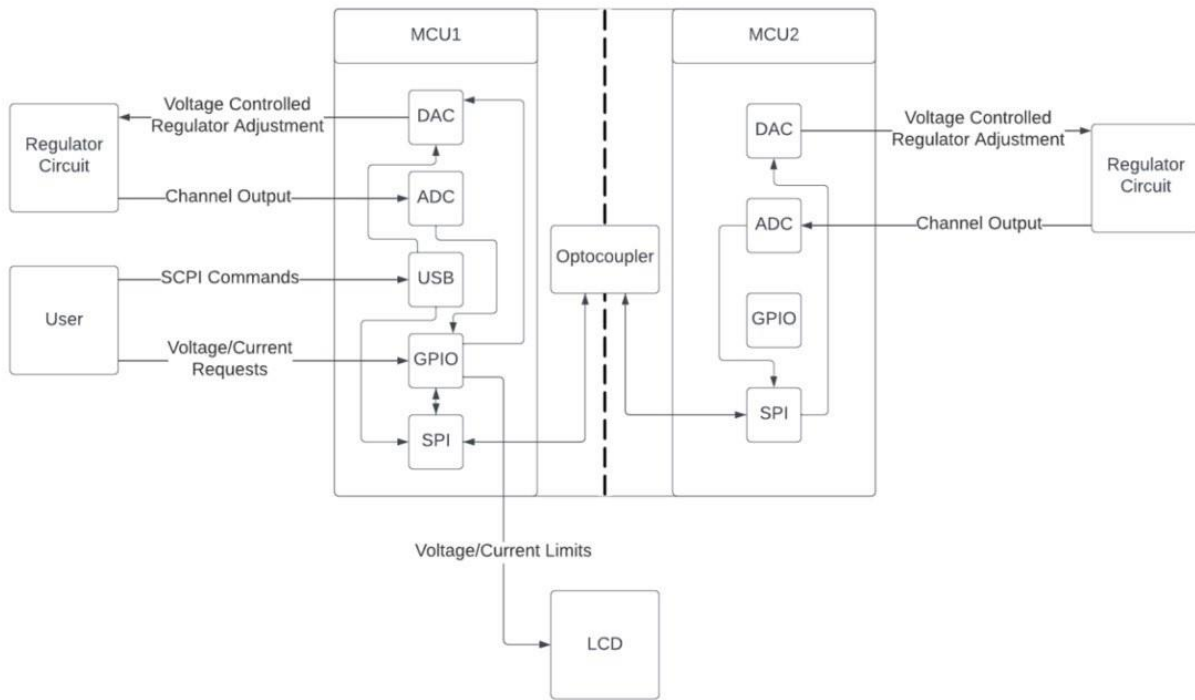 MCU1
MCU2
Voltage Controlled
Regulator Adjustment
DAC
DAC
Voltage Controlled
Regulator Adjustment
Regulator
Circuit
Regulator
Circuit
Channel Output
ADC
ADC
Channel Output
Optocoupler
SCPI Commands
USB
User
GPIO
Voltage/Current
Requests
GPIO
SPI
SPI
Voltage/Current Limits
LCD